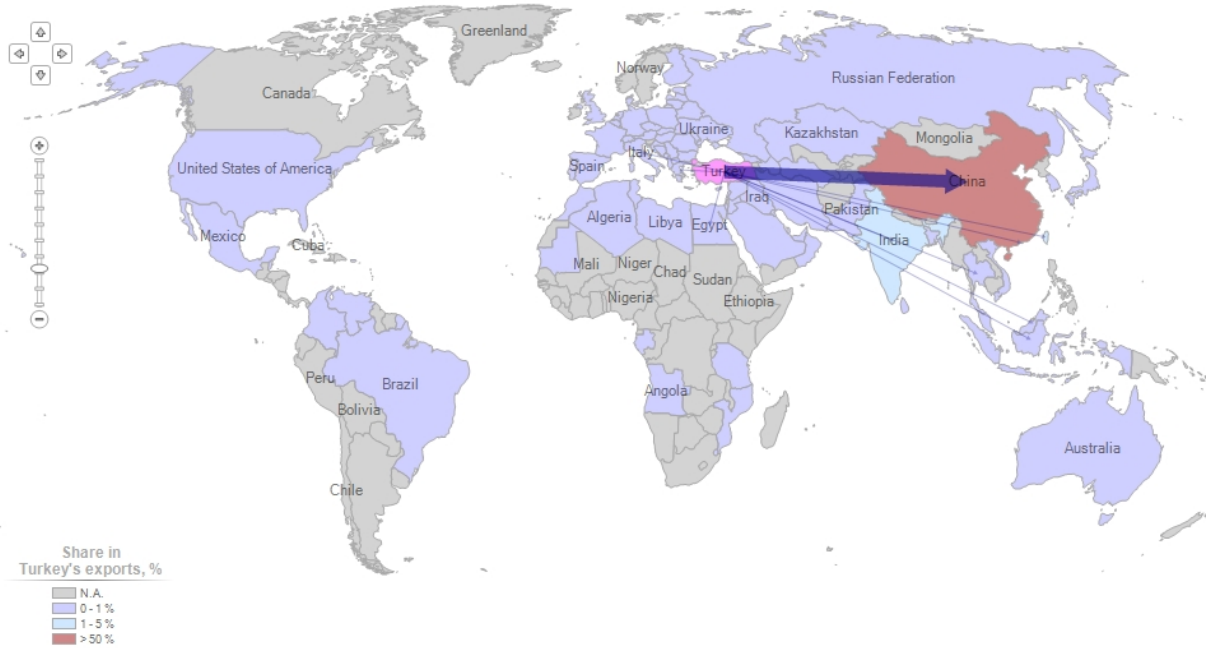 Greenland
Norway
Russian Federation
Canada
Ukraine
Kazakhstan
Mongolia
Italy
Spain
United States of America
Turkey
China
Iraq
Pakistan
Algeria
Libya
Egypt
Mexico
Cuba
India
Mali
Niger
Chad
Sudan
Nigeria
Ethiopia
Peru
Brazil
Angola
Bolivia
Australia
Chile
Share in
Turkey's exports, %
N.A.
0 - 1 %
1 - 5 %
> 50 %